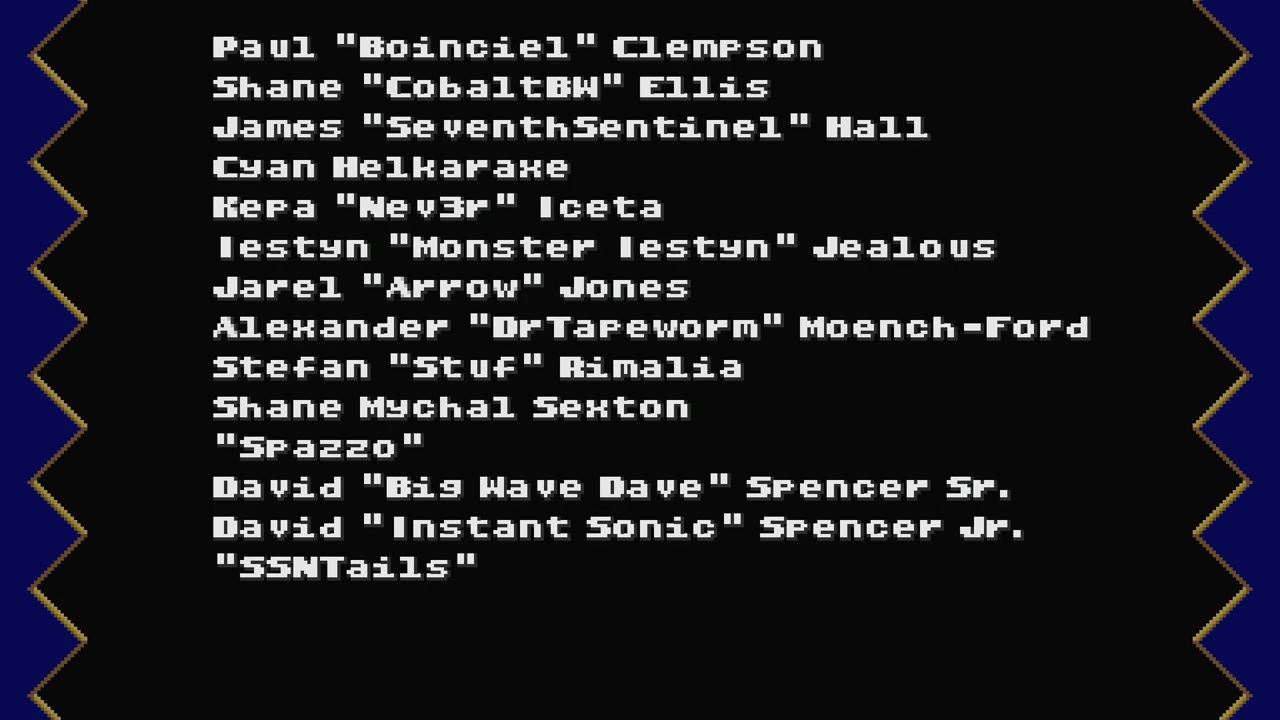 Paul "Boinciel" Clempson
Shane "CobaltBW" Ellis
James "SeventhSentinel" Hall
Cyan Helkaraxe
Kepa "Nev3r" Iceta
Iestyn "Monster Iestyn" Jealous
Jarel "Arrow" Jones
Alexander "DrTapeworm" Moench-Ford
Stefan "Stuf" Rimalia
Shane Mychal Sexton
"Spazzo"
David "Big Wave Dave" Spencer Sr.
David "Instant Sonic" Spencer Jr.
"SSNTails"